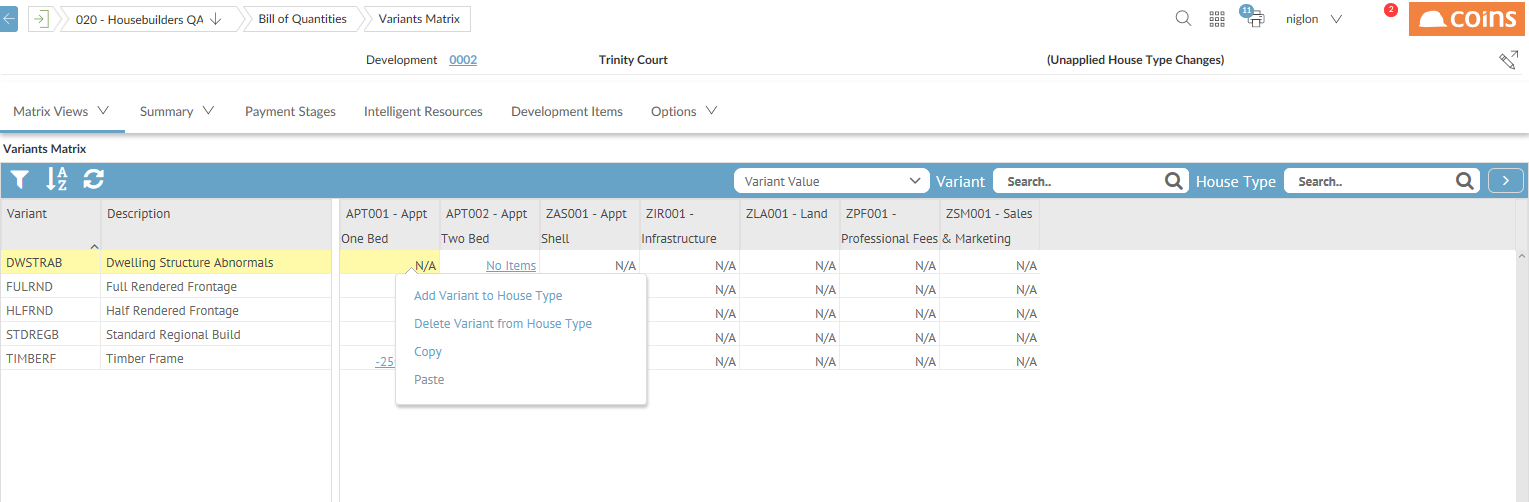 020 - Housebuilders QA
Bill of Quantities
Variants Matrix
11
niglon
2
coins
Development 0002 Trinity Court (Unapplied House Type Changes)
Matrix Views Summary Payment Stages Intelligent Resources Development Items Options
Variants Matrix
A
Z
Variant Value Variant Search.. House Type Search..
Variant Description APT001 - Appt APT002 - Appt ZAS001 - Appt ZIR001 - ZLA001 - Land ZPF001 - ZSM001 - Sales
One Bed Two Bed Shell Infrastructure Professional Fees & Marketing
DWSTRAB Dwelling Structure Abnormals N/A No Items N/A N/A N/A N/A N/A
FULRND Full Rendered Frontage N/A N/A N/A N/A
HLFRND Half Rendered Frontage N/A N/A N/A N/A
STDREGB Standard Regional Build N/A N/A N/A N/A
TIMBERF Timber Frame -25 N/A N/A N/A N/A
Add Variant to House Type
Delete Variant from House Type
Copy
Paste